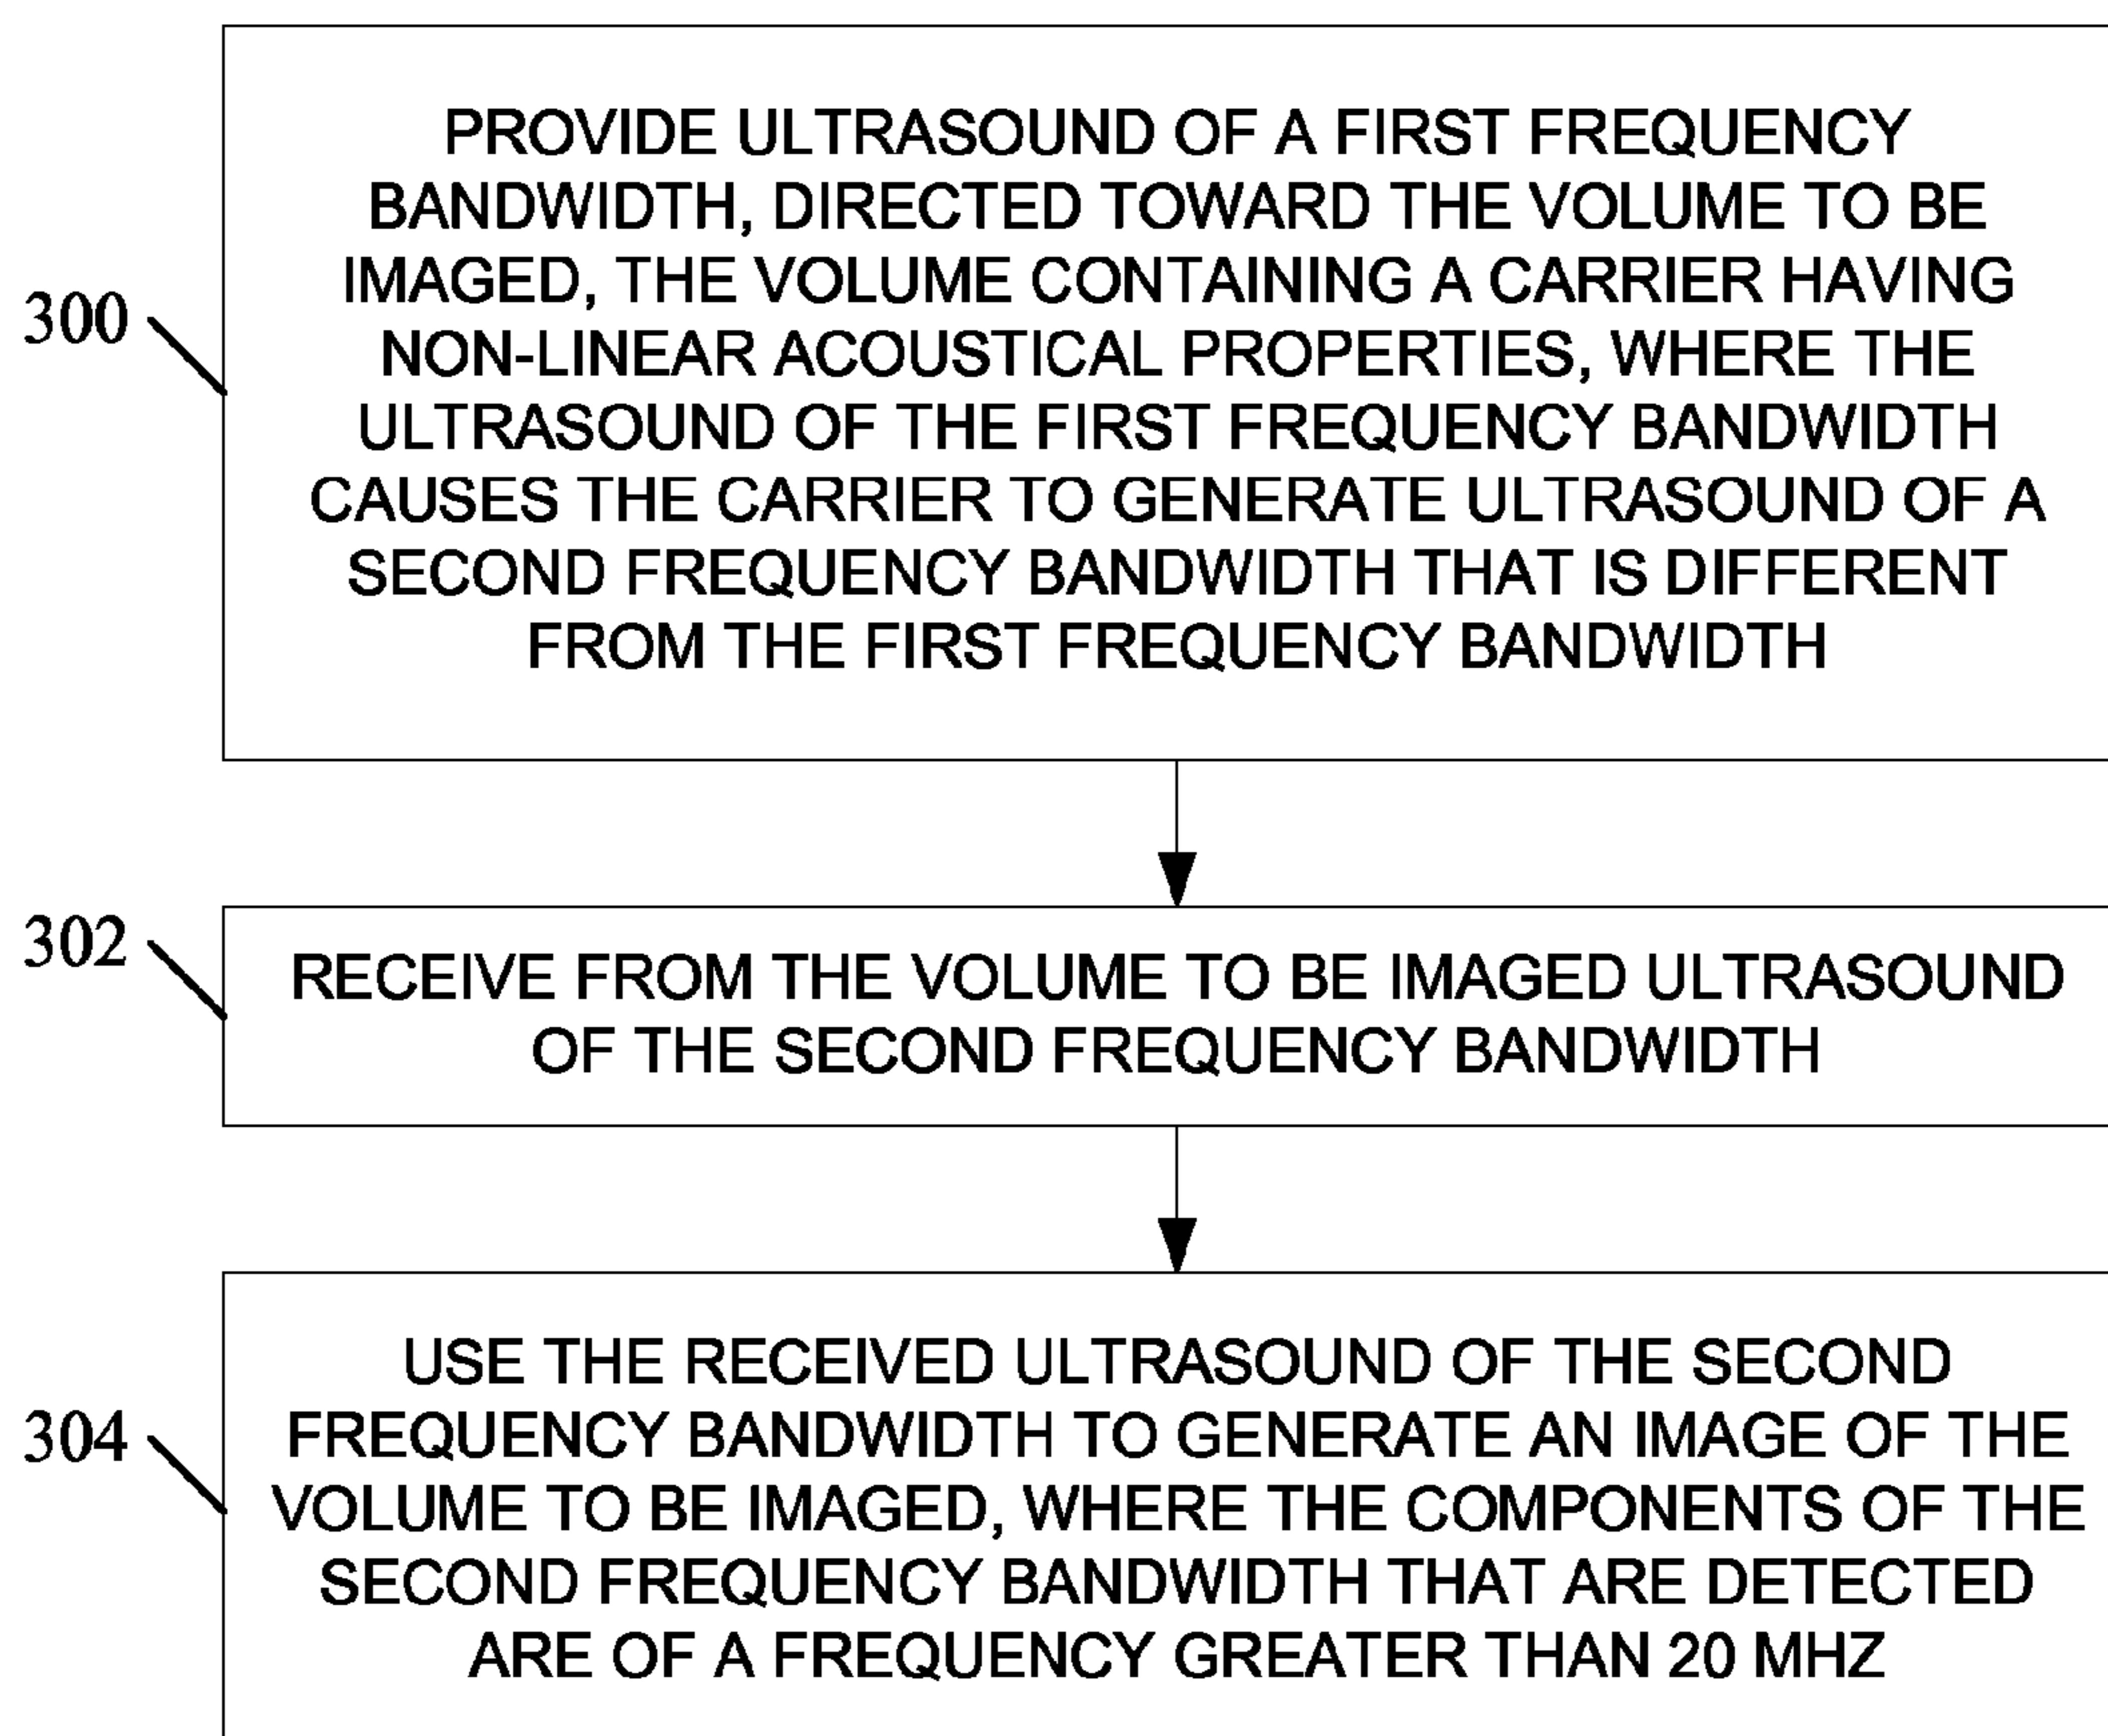 PROVIDE ULTRASOUND OF A FIRST FREQUENCY
BANDWIDTH, DIRECTED TOWARD THE VOLUME TO BE
IMAGED, THE VOLUME CONTAINING A CARRIER HAVING
300
NON-LINEAR ACOUSTICAL PROPERTIES, WHERE THE
ULTRASOUND OF THE FIRST FREQUENCY BANDWIDTH
CAUSES THE CARRIER TO GENERATE ULTRASOUND OF A
SECOND FREQUENCY BANDWIDTH THAT IS DIFFERENT
FROM THE FIRST FREQUENCY BANDWIDTH
302
RECEIVE FROM THE VOLUME TO BE IMAGED ULTRASOUND
OF THE SECOND FREQUENCY BANDWIDTH
USE THE RECEIVED ULTRASOUND OF THE SECOND
304
FREQUENCY BANDWIDTH TO GENERATE AN IMAGE OF THE
VOLUME TO BE IMAGED, WHERE THE COMPONENTS OF THE
SECOND FREQUENCY BANDWIDTH THAT ARE DETECTED
ARE OF A FREQUENCY GREATER THAN 20 MHZ